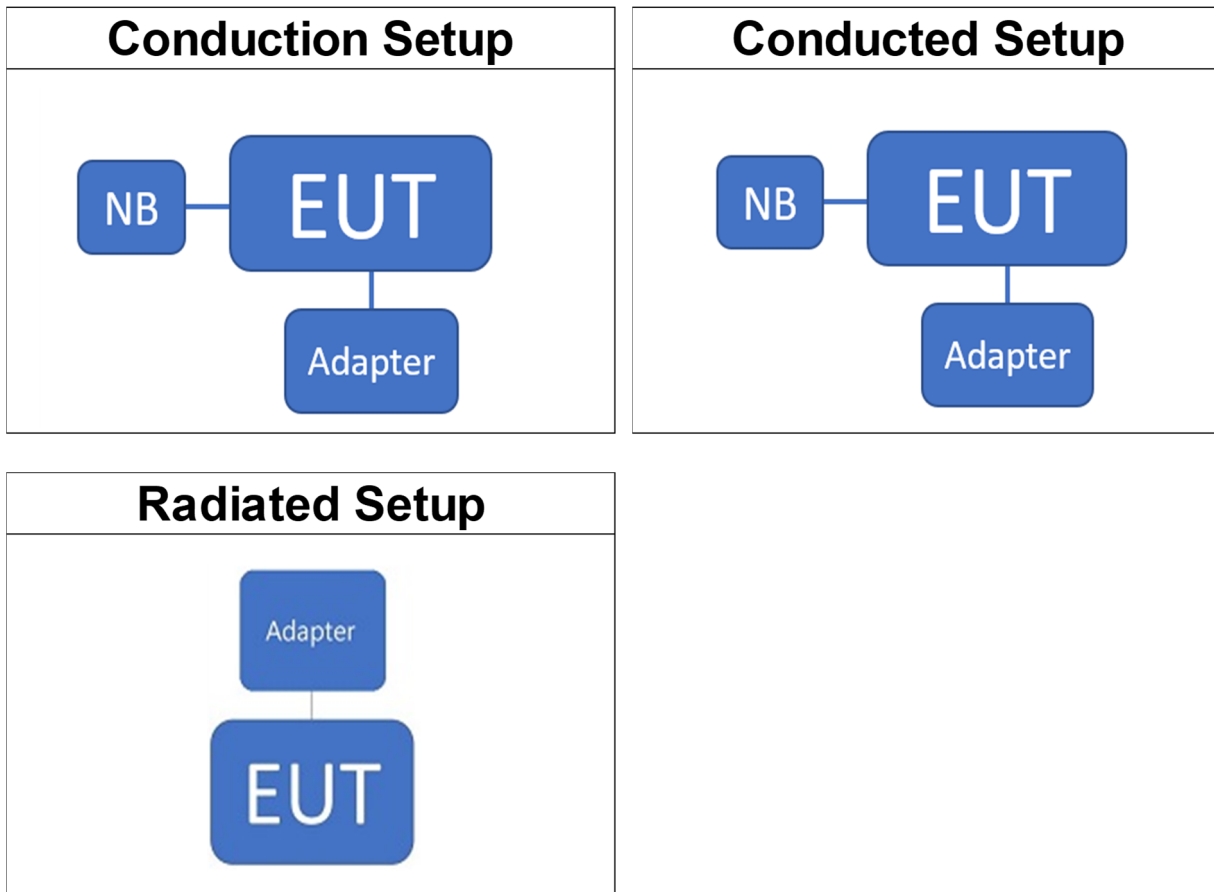 Conduction Setup
NB
EUT
Adapter
Conducted Setup
NB
EUT
Adapter
Radiated Setup
Adapter
EUT